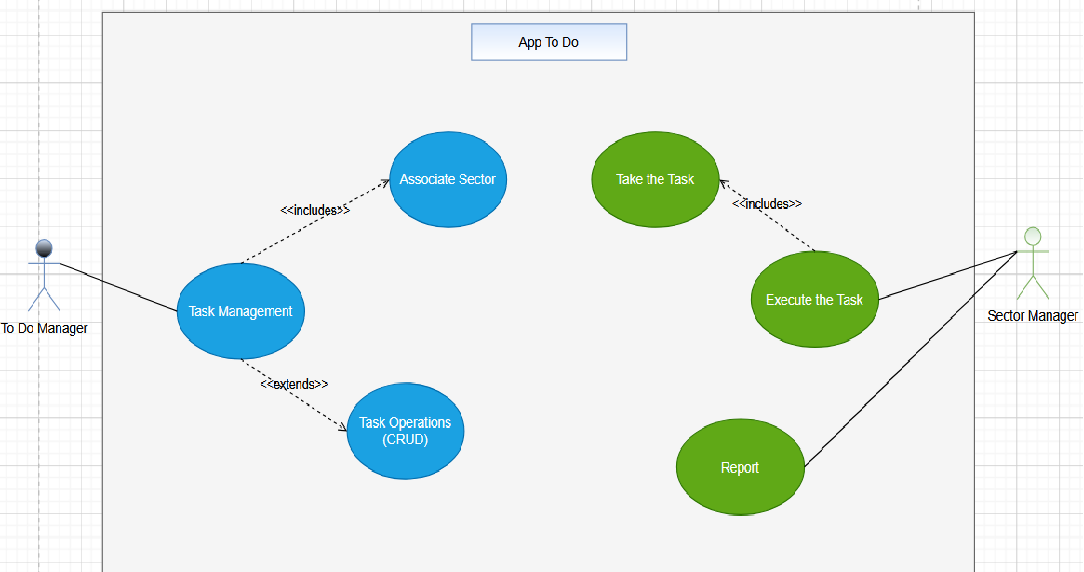 App To Do
Associate Sector
Take the Task
<<includes>>
<<includes>>
Task Management
Execute the Task
To Do Manager
Sector Manager
<<extends>>
Task Operations
(CRUD)
Report